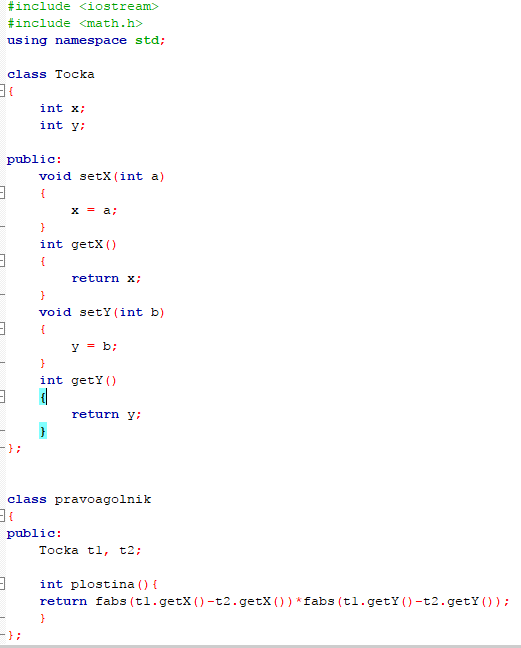 #include <iostream>
#include <math.h>
using namespace std;

class Tocka
{
    int x;
    int y;

public:
    void setX(int a)
    {
        x = a;
    }
    int getX()
    {
        return x;
    }
    void setY(int b)
    {
        y = b;
    }
    int getY()
    {
        return y;
    }
};


class pravoagolnik
{
public:
    Tocka t1, t2;

    int plostina(){
    return fabs(t1.getX()-t2.getX())*fabs(t1.getY()-t2.getY());
    }
};